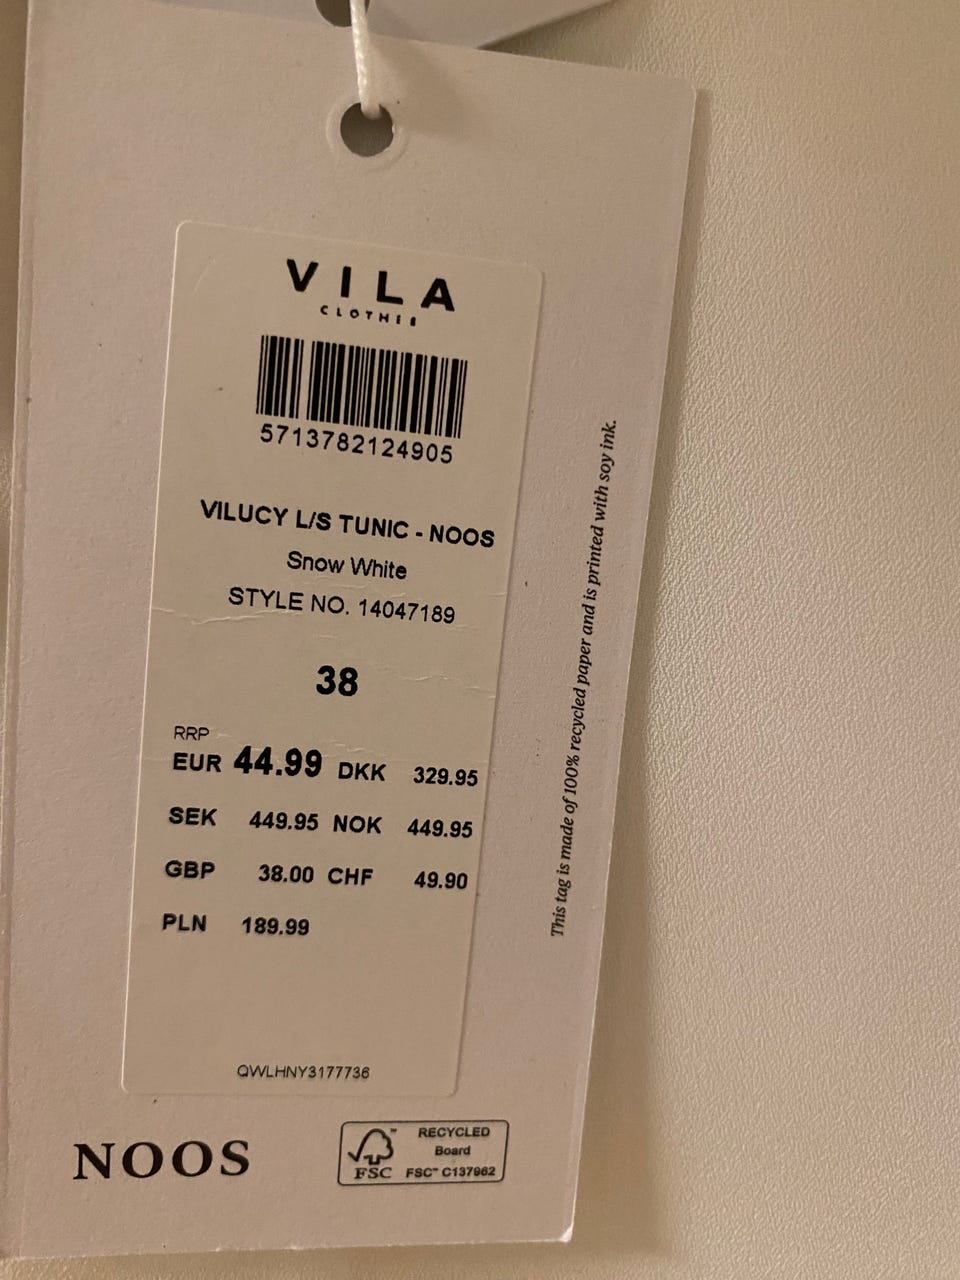 VILA
CLOTHES
5713782124905
VILUCY L/S TUNIC - NOOS
Snow White
STYLE NO. 14047189
38
RRP
EUR 44.99 DKK 329.95
SEK 449.95 NOK 449.95
GBP 38.00 CHF 49.90
PLN 189.99
QWLHNY3177736
This tag is made of 100% recycled paper and is printed with soy ink.
NOOS
FSC™
RECYCLED
Board
FSC™ C137962